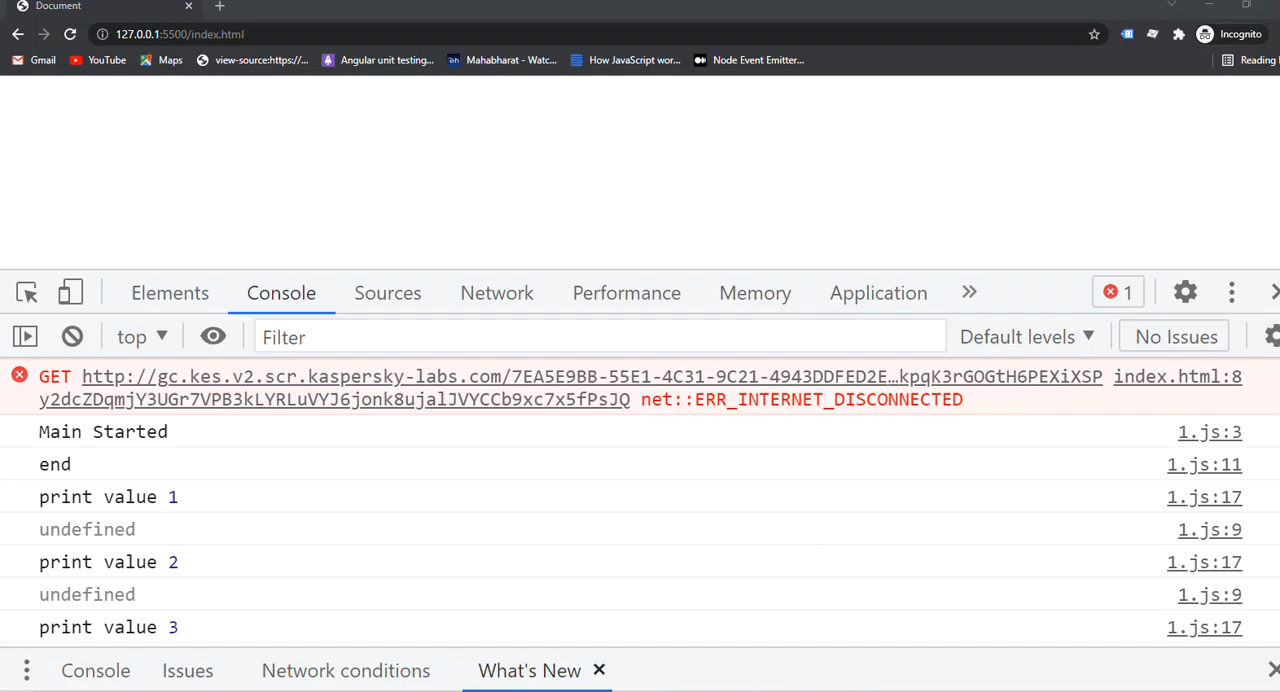 Document
127.0.0.1:5500/index.html
Incognito
Gmail YouTube Maps view-source:https://... Angular unit testing... Mahabharat - Watc... How JavaScript wor... Node Event Emitter... Reading
Elements Console Sources Network Performance Memory Application 1
top Filter Default levels No Issues
GET http://gc.kes.v2.scr.kaspersky-labs.com/7EA5E9BB-55E1-4C31-9C21-4943DDFED2E…kpqK3rGOGtH6PEXiXSP index.html:8
y2dcZDqmjY3UGr7VPB3kLYRLuVYJ6jonk8ujalJVYCCb9xc7x5fPsJQ net::ERR_INTERNET_DISCONNECTED
Main Started 1.js:3
end 1.js:11
print value 1 1.js:17
undefined 1.js:9
print value 2 1.js:17
undefined 1.js:9
print value 3 1.js:17
Console Issues Network conditions What's New